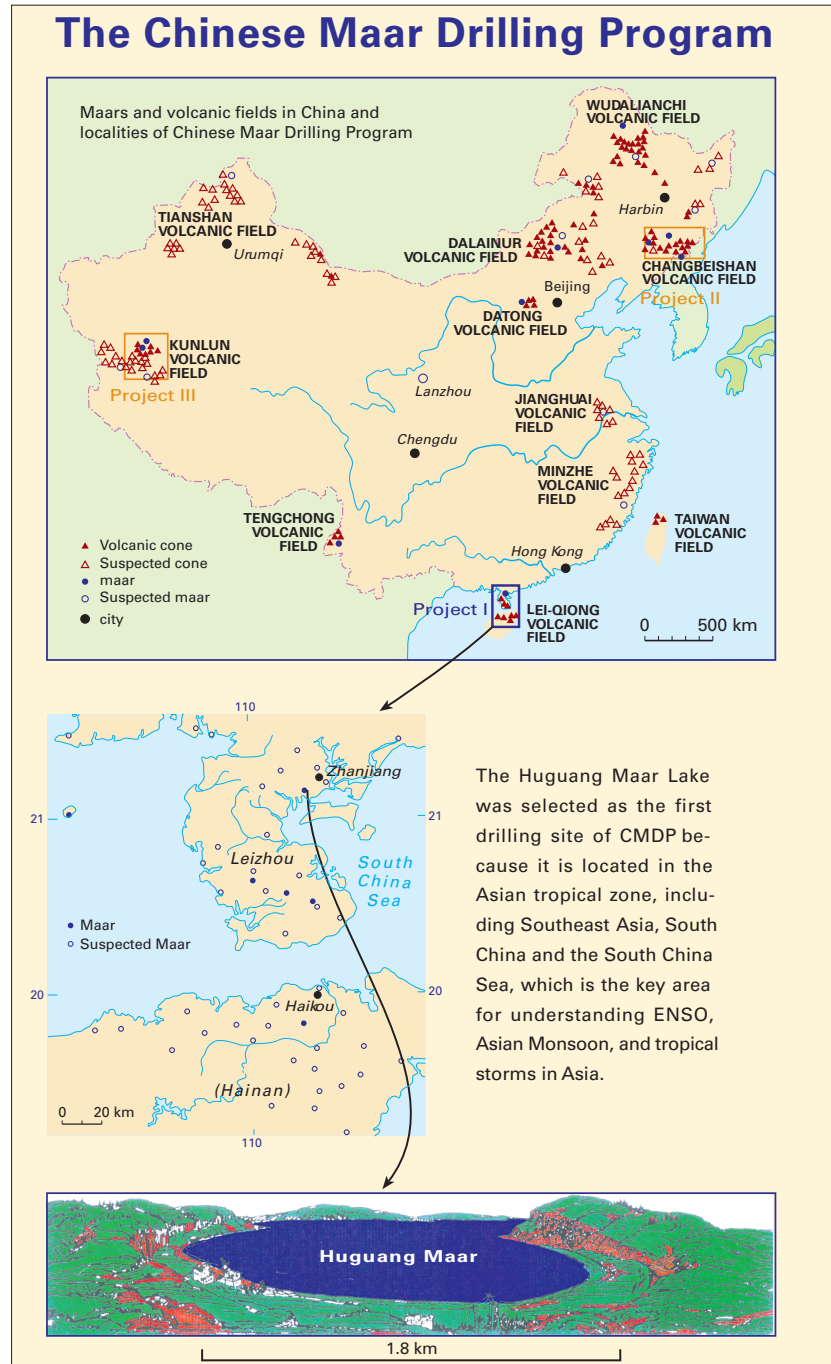 The Chinese Maar Drilling Program
Maars and volcanic fields in China and
localities of Chinese Maar Drilling Program
WUDALIANCHI
VOLCANIC FIELD
TIANSHAN
VOLCANIC FIELD
Urumqi
Harbin
DALAINUR
VOLCANIC FIELD
CHANGBEISHAN
VOLCANIC FIELD
Project II
Beijing
DATONG
VOLCANIC FIELD
KUNLUN
VOLCANIC
FIELD
Project III
Lanzhou
JIANGHUAI
VOLCANIC
FIELD
Chengdu
MINZHE
VOLCANIC
FIELD
TENGCHONG
VOLCANIC
FIELD
TAIWAN
VOLCANIC
FIELD
Hong Kong
Volcanic cone
Suspected cone
maar
Suspected maar
city
Project I
LEI-QIONG
VOLCANIC
FIELD
0 500 km
110
Zhanjiang
21
21
Leizhou
South
China
Sea
Maar
Suspected Maar
20
20
Haikou
(Hainan)
0 20 km
110
The Huguang Maar Lake
was selected as the first
drilling site of CMDP be-
cause it is located in the
Asian tropical zone, inclu-
ding Southeast Asia, South
China and the South China
Sea, which is the key area
for understanding ENSO,
Asian Monsoon, and tropical
storms in Asia.
Huguang Maar
1.8 km